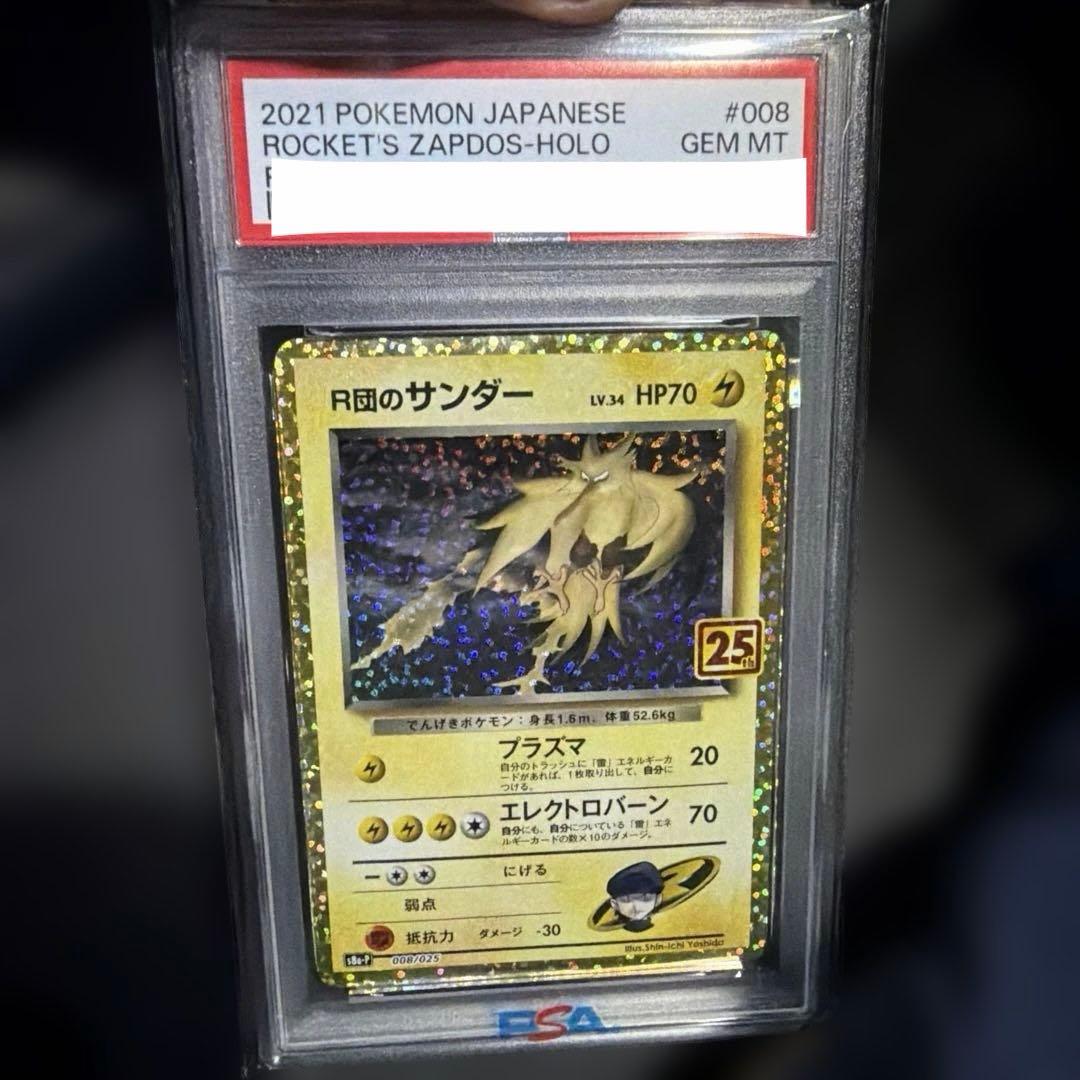 2021 POKEMON JAPANESE #008
ROCKET'S ZAPDOS-HOLO GEM MT
R団のサンダー LV.34 HP70
25th
でんげきポケモン：身長1.6m、体重52.6kg
プラズマ 20
自分のトラッシュに「雷」エネルギーカ
ードがあれば、1枚取り出して、自分に
つける。
エレクトロバーン 70
自分にも、自分についている「雷」エネ
ルギーカードの数×10のダメージ。
にげる
弱点
抵抗力 ダメージ -30
Illus.Shin-ichi Yoshida
s8a-P 008/025
PSA